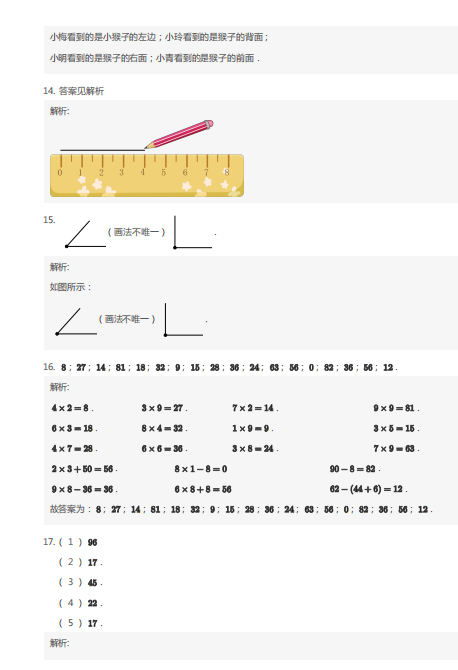 小梅看到的是小猴子的左边；小玲看到的是猴子的背面；
小明看到的是猴子的右面；小青看到的是猴子的前面．
14. 答案见解析
解析:
0 1 2 3 4 5 6 7 8
15.
（画法不唯一） ．
解析:
如图所示：
（画法不唯一） ．
16. 8；27；14；81；18；32；9；15；28；36；24；63；56；0；82；36；56；12．
解析:
4 × 2 = 8． 3 × 9 = 27． 7 × 2 = 14． 9 × 9 = 81．
6 × 3 = 18． 8 × 4 = 32． 1 × 9 = 9． 3 × 5 = 15．
4 × 7 = 28． 6 × 6 = 36． 3 × 8 = 24． 7 × 9 = 63．
2 × 3 + 50 = 56． 8 × 1 − 8 = 0 90 − 8 = 82．
9 × 8 − 36 = 36． 6 × 8 + 8 = 56 62 − (44 + 6) = 12．
故答案为：8；27；14；81；18；32；9；15；28；36；24；63；56；0；82；36；56；12．
17.（ 1 ）96
（ 2 ）17．
（ 3 ）45．
（ 4 ）22．
（ 5 ）17．
解析: